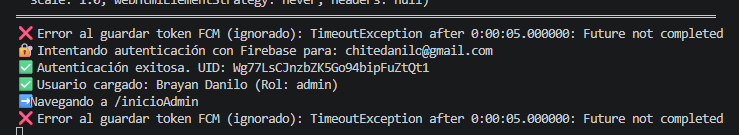 scale: 1.0, webHtmlElementStrategy: never, headers: null)
❌ Error al guardar token FCM (ignorado): TimeoutException after 0:00:05.000000: Future not completed
🔐 Intentando autenticación con Firebase para: chitedanilc@gmail.com
✅ Autenticación exitosa. UID: Wg77LsCJnzbZK5Go94bipFuZtQt1
✅ Usuario cargado: Brayan Danilo (Rol: admin)
➡️Navegando a /inicioAdmin
❌ Error al guardar token FCM (ignorado): TimeoutException after 0:00:05.000000: Future not completed